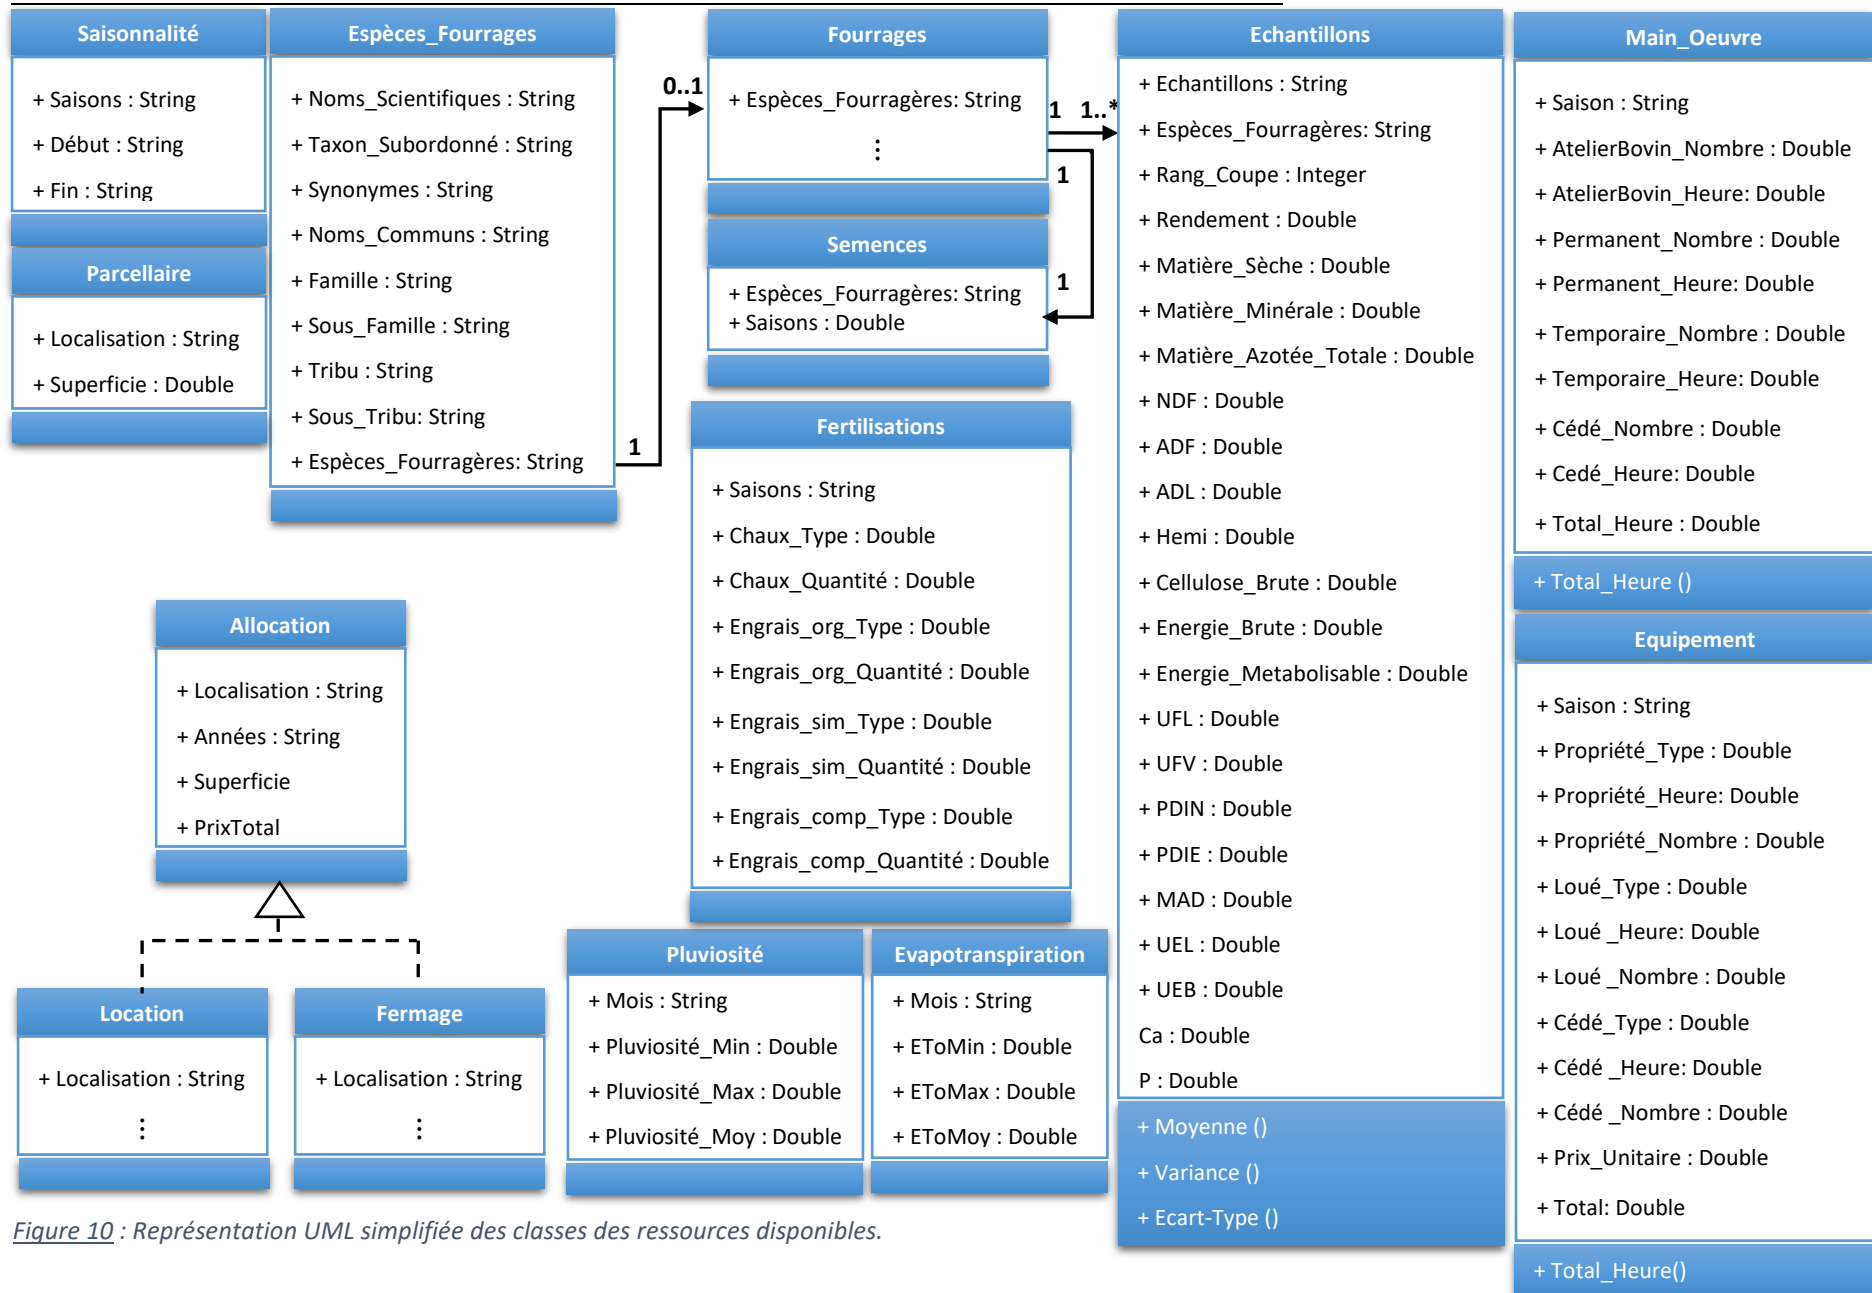 Saisonnalité
+ Saisons : String
+ Début : String
+ Fin : String
Parcellaire
+ Localisation : String
+ Superficie : Double
Espèces_Fourrages
+ Noms_Scientifiques : String
+ Taxon_Subordonné : String
+ Synonymes : String
+ Noms_Communs : String
+ Famille : String
+ Sous_Famille : String
+ Tribu : String
+ Sous_Tribu: String
+ Espèces_Fourragères: String
1
0..1
Fourrages
+ Espèces_Fourragères: String
⋮
1 1..*
1
Semences
+ Espèces_Fourragères: String
+ Saisons : Double
1
Fertilisations
+ Saisons : String
+ Chaux_Type : Double
+ Chaux_Quantité : Double
+ Engrais_org_Type : Double
+ Engrais_org_Quantité : Double
+ Engrais_sim_Type : Double
+ Engrais_sim_Quantité : Double
+ Engrais_comp_Type : Double
+ Engrais_comp_Quantité : Double
Echantillons
+ Echantillons : String
+ Espèces_Fourragères: String
+ Rang_Coupe : Integer
+ Rendement : Double
+ Matière_Sèche : Double
+ Matière_Minérale : Double
+ Matière_Azotée_Totale : Double
+ NDF : Double
+ ADF : Double
+ ADL : Double
+ Hemi : Double
+ Cellulose_Brute : Double
+ Energie_Brute : Double
+ Energie_Metabolisable : Double
+ UFL : Double
+ UFV : Double
+ PDIN : Double
+ PDIE : Double
+ MAD : Double
+ UEL : Double
+ UEB : Double
Ca : Double
P : Double
+ Moyenne ()
+ Variance ()
+ Ecart-Type ()
Main_Oeuvre
+ Saison : String
+ AtelierBovin_Nombre : Double
+ AtelierBovin_Heure: Double
+ Permanent_Nombre : Double
+ Permanent_Heure: Double
+ Temporaire_Nombre : Double
+ Temporaire_Heure: Double
+ Cédé_Nombre : Double
+ Cedé_Heure: Double
+ Total_Heure : Double
+ Total_Heure ()
Equipement
+ Saison : String
+ Propriété_Type : Double
+ Propriété_Heure: Double
+ Propriété_Nombre : Double
+ Loué_Type : Double
+ Loué _Heure: Double
+ Loué _Nombre : Double
+ Cédé_Type : Double
+ Cédé _Heure: Double
+ Cédé _Nombre : Double
+ Prix_Unitaire : Double
+ Total: Double
+ Total_Heure()
Allocation
+ Localisation : String
+ Années : String
+ Superficie
+ PrixTotal
Location
+ Localisation : String
⋮
Fermage
+ Localisation : String
⋮
Pluviosité
+ Mois : String
+ Pluviosité_Min : Double
+ Pluviosité_Max : Double
+ Pluviosité_Moy : Double
Evapotranspiration
+ Mois : String
+ EToMin : Double
+ EToMax : Double
+ EToMoy : Double
Figure 10 : Représentation UML simplifiée des classes des ressources disponibles.